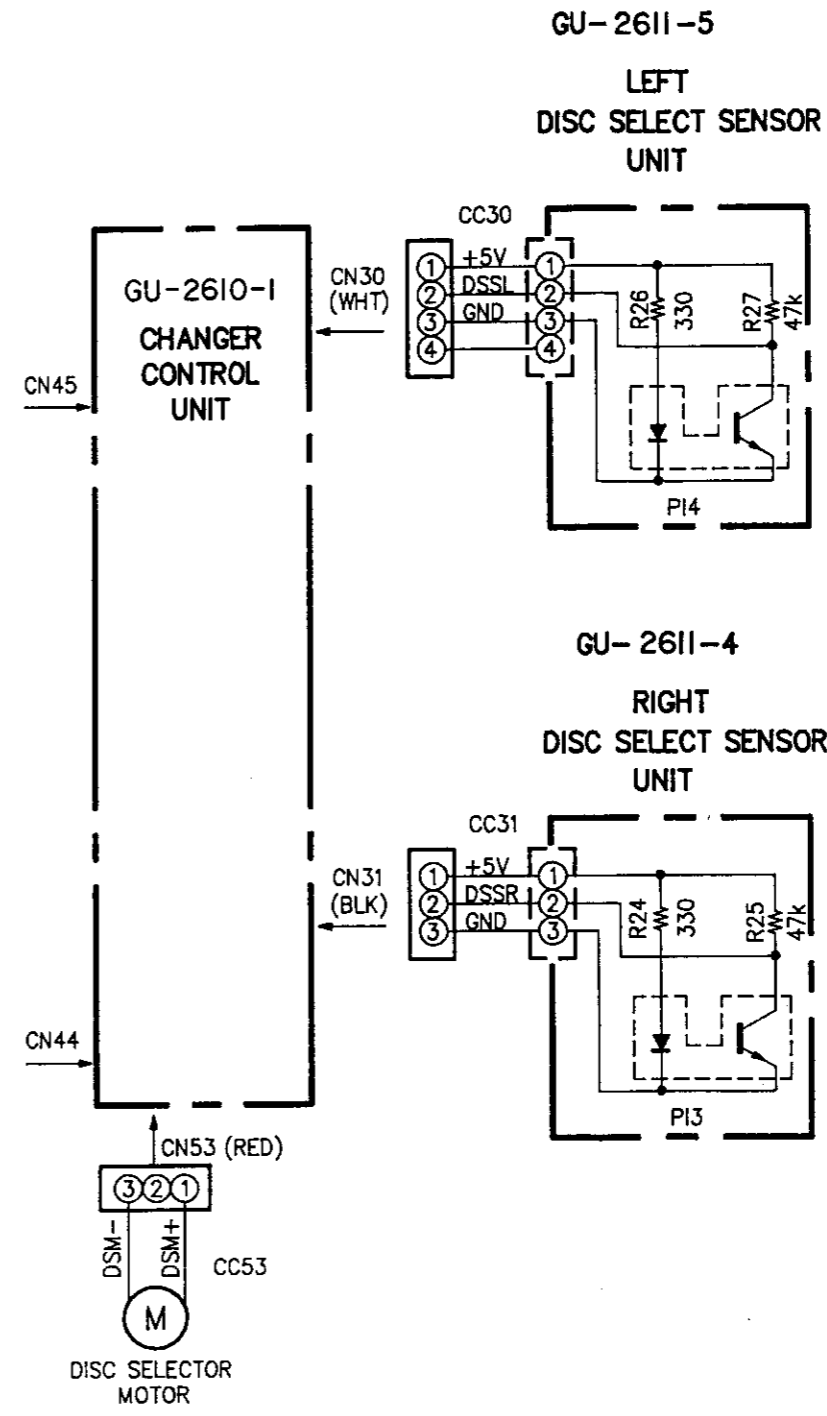 GU-2611-5
LEFT
DISC SELECT SENSOR
UNIT
CC30
CN30
(WHT)
1 +5V 1
2 DSSL 2
3 GND 3
4 4
R26
330
R27
47k
PI4
GU-2610-1
CHANGER
CONTROL
UNIT
CN45
GU-2611-4
RIGHT
DISC SELECT SENSOR
UNIT
CC31
CN31
(BLK)
1 +5V 1
2 DSSR 2
3 GND 3
R24
330
R25
47k
PI3
CN44
CN53 (RED)
3 2 1
DSM-
DSM+
CC53
M
DISC SELECTOR
MOTOR